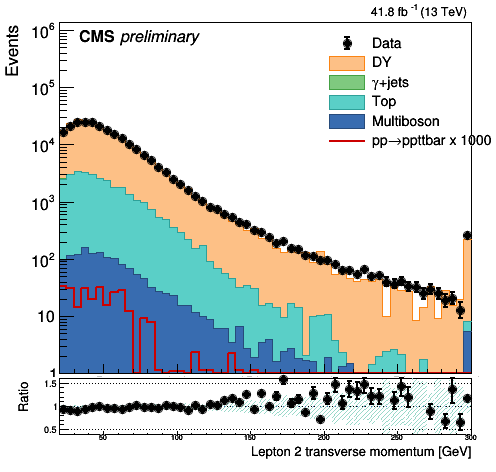 41.8 fb⁻¹ (13 TeV)
CMS preliminary
Events
10⁶
10⁵
10⁴
10³
10²
10
1
Data
DY
γ+jets
Top
Multiboson
pp→ppttbar x 1000
Ratio
1.5
1
0.5
50
100
150
200
250
300
Lepton 2 transverse momentum [GeV]